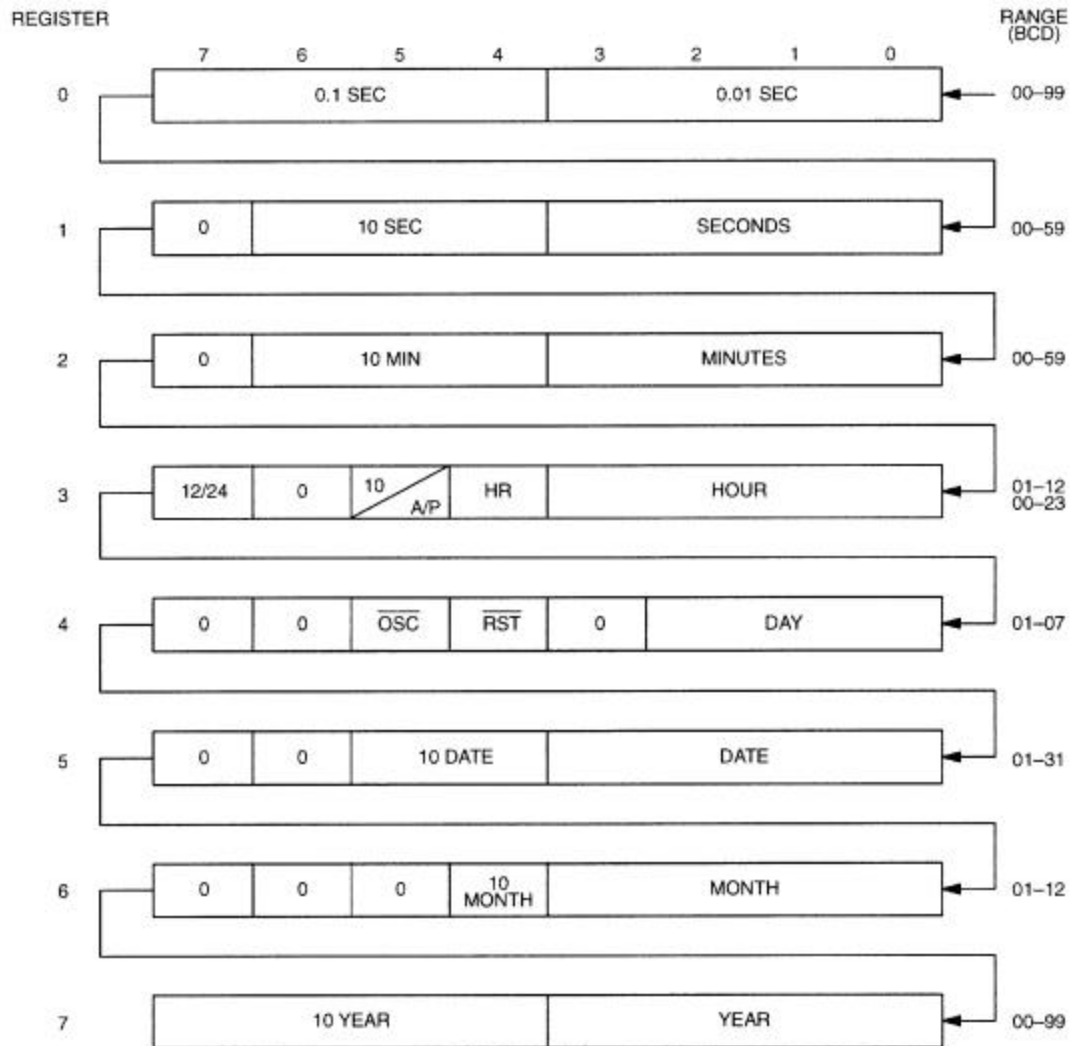 REGISTER
RANGE
(BCD)
7 6 5 4 3 2 1 0
0 0.1 SEC 0.01 SEC 00–99
1 0 10 SEC SECONDS 00–59
2 0 10 MIN MINUTES 00–59
3 12/24 0 10 A/P HR HOUR 01–12
00–23
4 0 0 OSC RST 0 DAY 01–07
5 0 0 10 DATE DATE 01–31
6 0 0 0 10 MONTH MONTH 01–12
7 10 YEAR YEAR 00–99